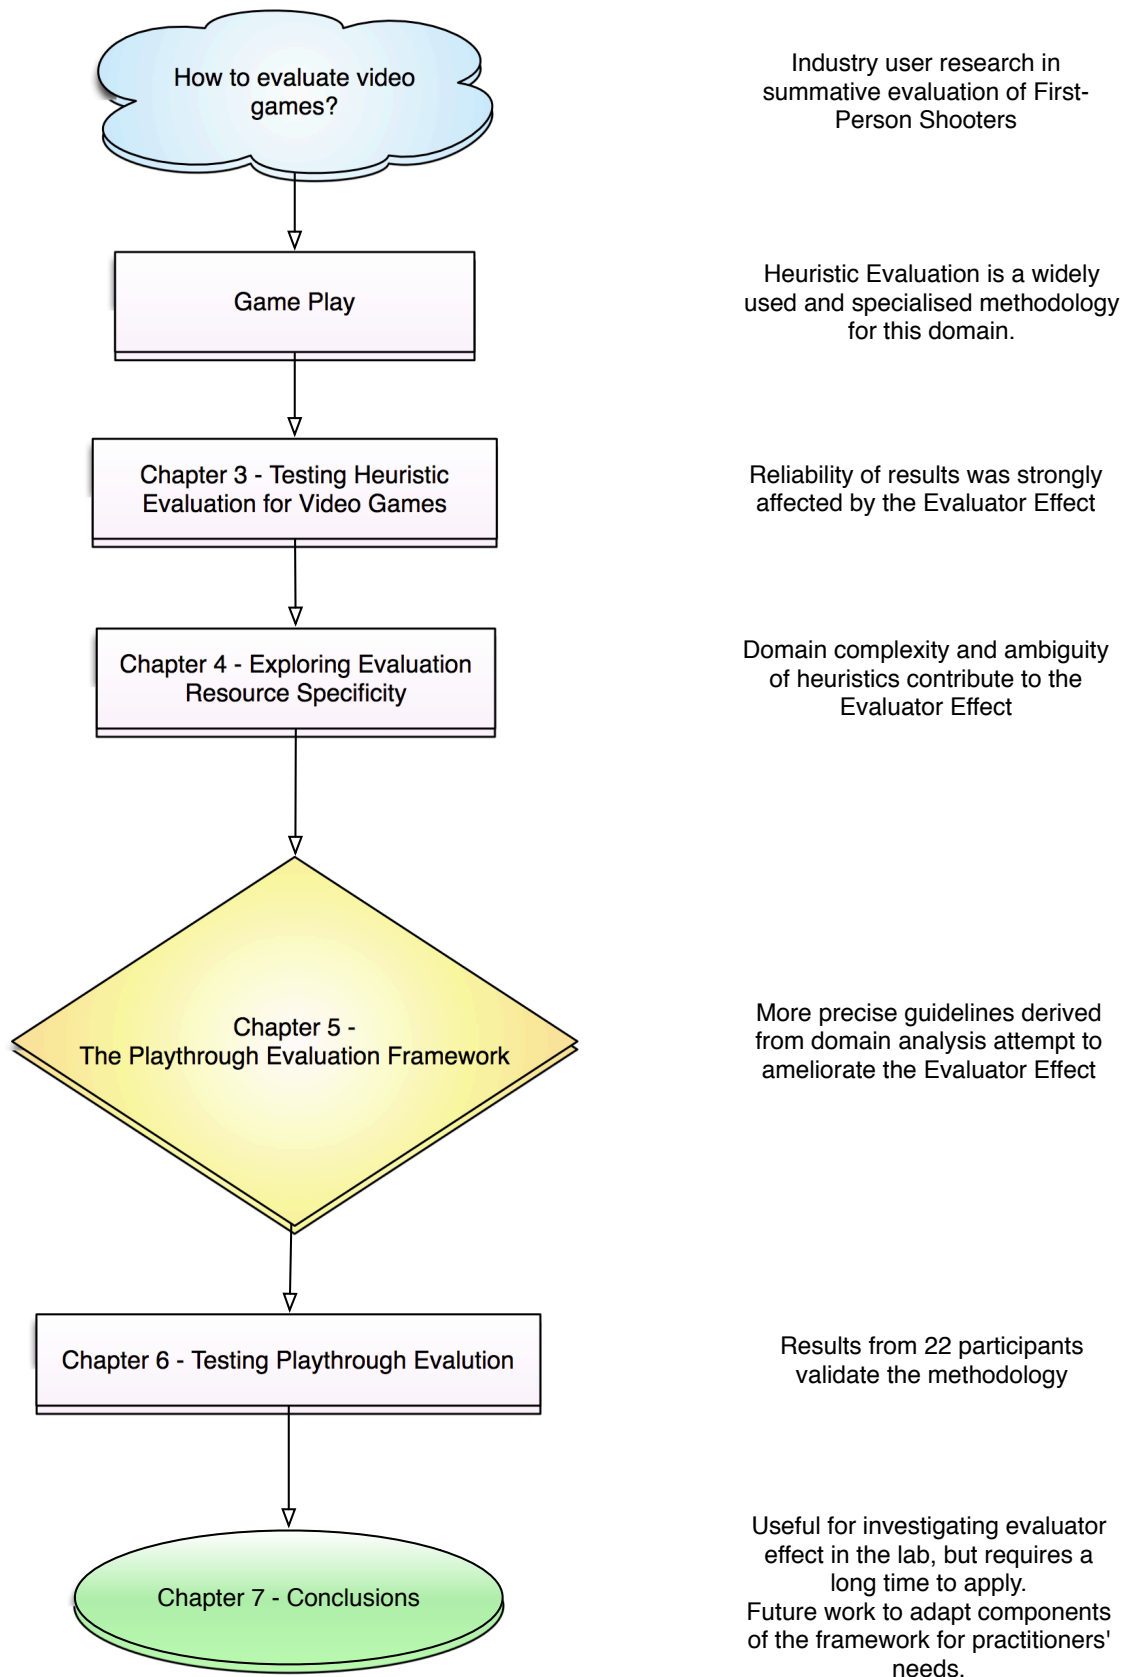 How to evaluate video
games?
Industry user research in
summative evaluation of First-
Person Shooters
Game Play
Heuristic Evaluation is a widely
used and specialised methodology
for this domain.
Chapter 3 - Testing Heuristic
Evaluation for Video Games
Reliability of results was strongly
affected by the Evaluator Effect
Chapter 4 - Exploring Evaluation
Resource Specificity
Domain complexity and ambiguity
of heuristics contribute to the
Evaluator Effect
Chapter 5 -
The Playthrough Evaluation Framework
More precise guidelines derived
from domain analysis attempt to
ameliorate the Evaluator Effect
Chapter 6 - Testing Playthrough Evalution
Results from 22 participants
validate the methodology
Chapter 7 - Conclusions
Useful for investigating evaluator
effect in the lab, but requires a
long time to apply.
Future work to adapt components
of the framework for practitioners'
needs.